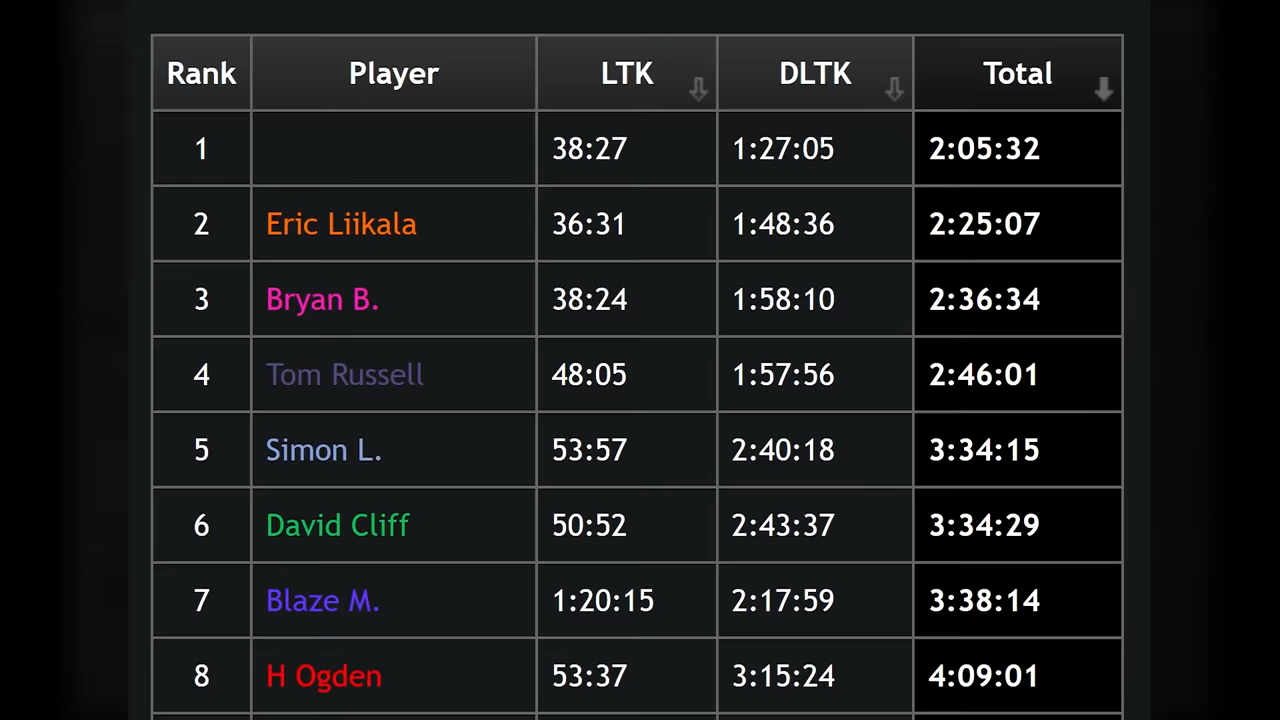 Rank Player LTK DLTK Total
1 38:27 1:27:05 2:05:32
2 Eric Liikala 36:31 1:48:36 2:25:07
3 Bryan B. 38:24 1:58:10 2:36:34
4 Tom Russell 48:05 1:57:56 2:46:01
5 Simon L. 53:57 2:40:18 3:34:15
6 David Cliff 50:52 2:43:37 3:34:29
7 Blaze M. 1:20:15 2:17:59 3:38:14
8 H Ogden 53:37 3:15:24 4:09:01